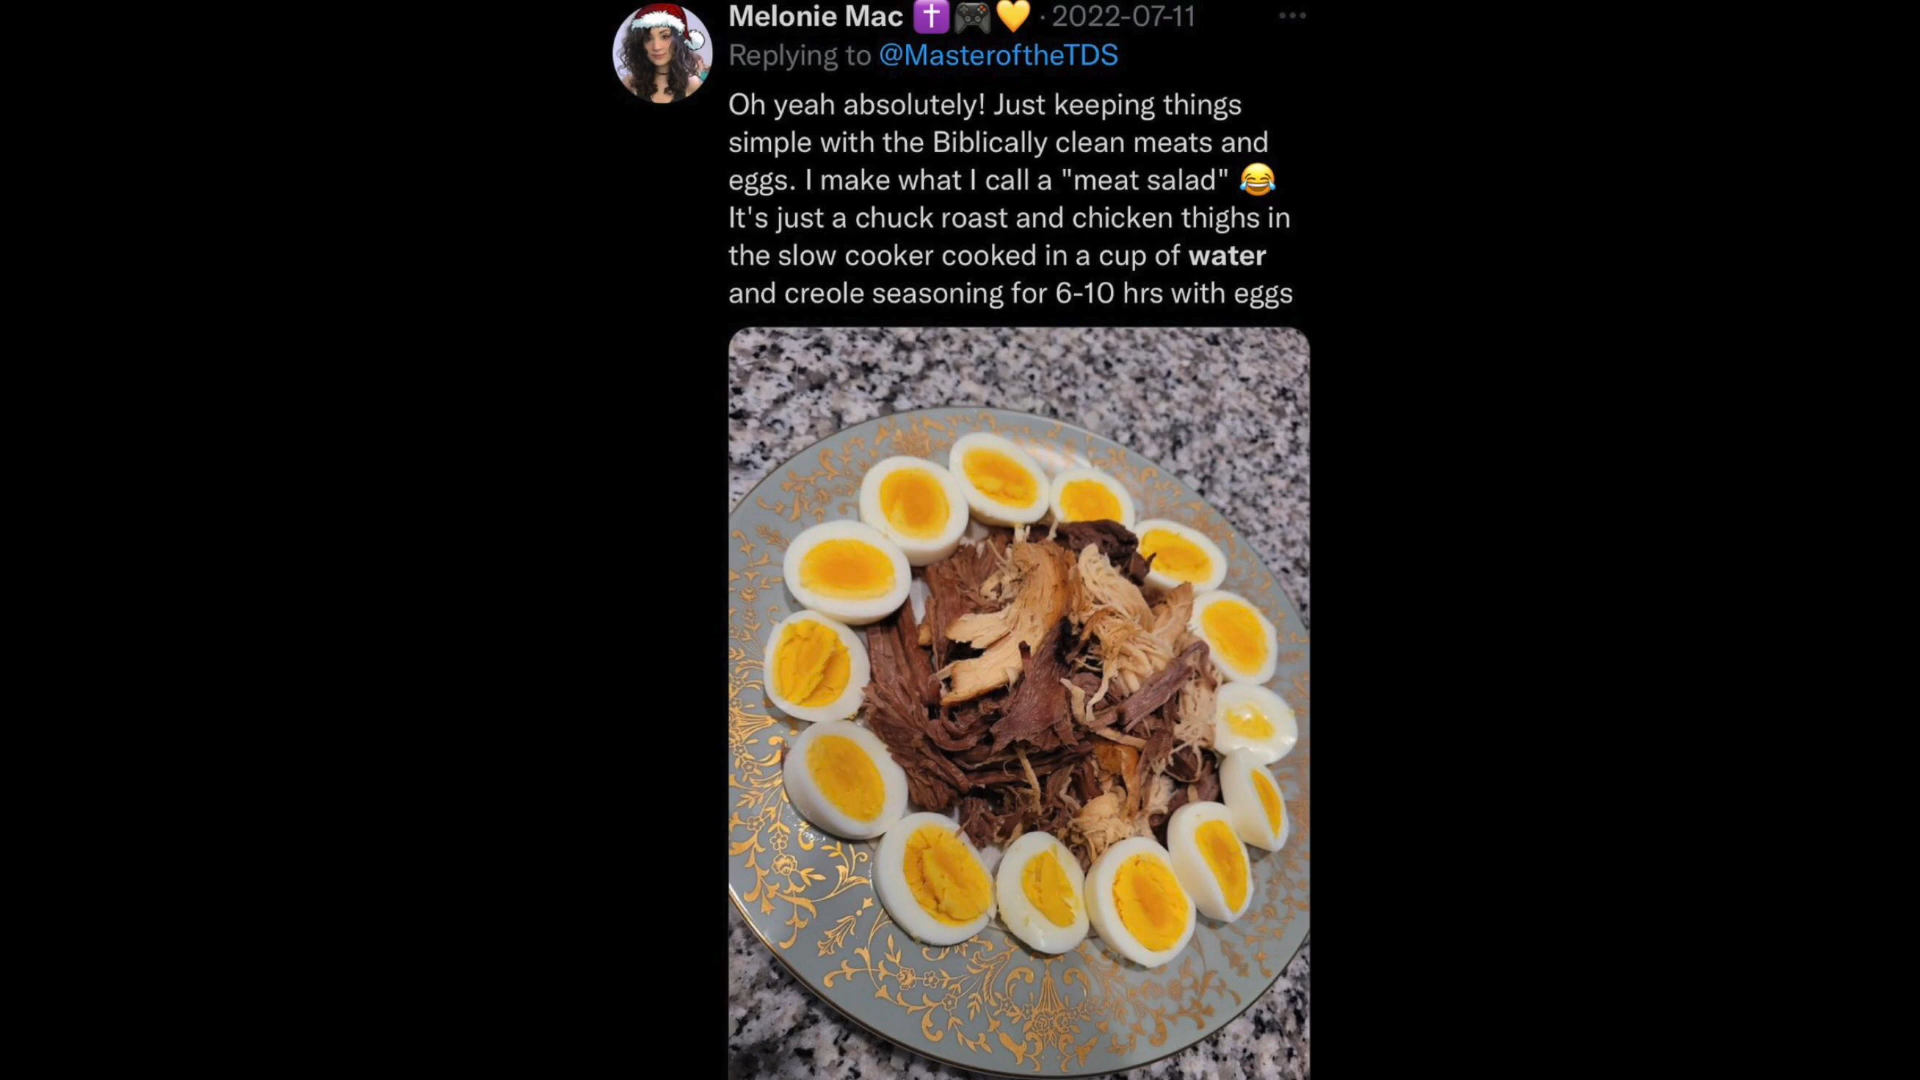 Melonie Mac ✝️🎮💛 · 2022-07-11
Replying to @MasteroftheTDS
Oh yeah absolutely! Just keeping things
simple with the Biblically clean meats and
eggs. I make what I call a "meat salad" 😂
It's just a chuck roast and chicken thighs in
the slow cooker cooked in a cup of water
and creole seasoning for 6-10 hrs with eggs